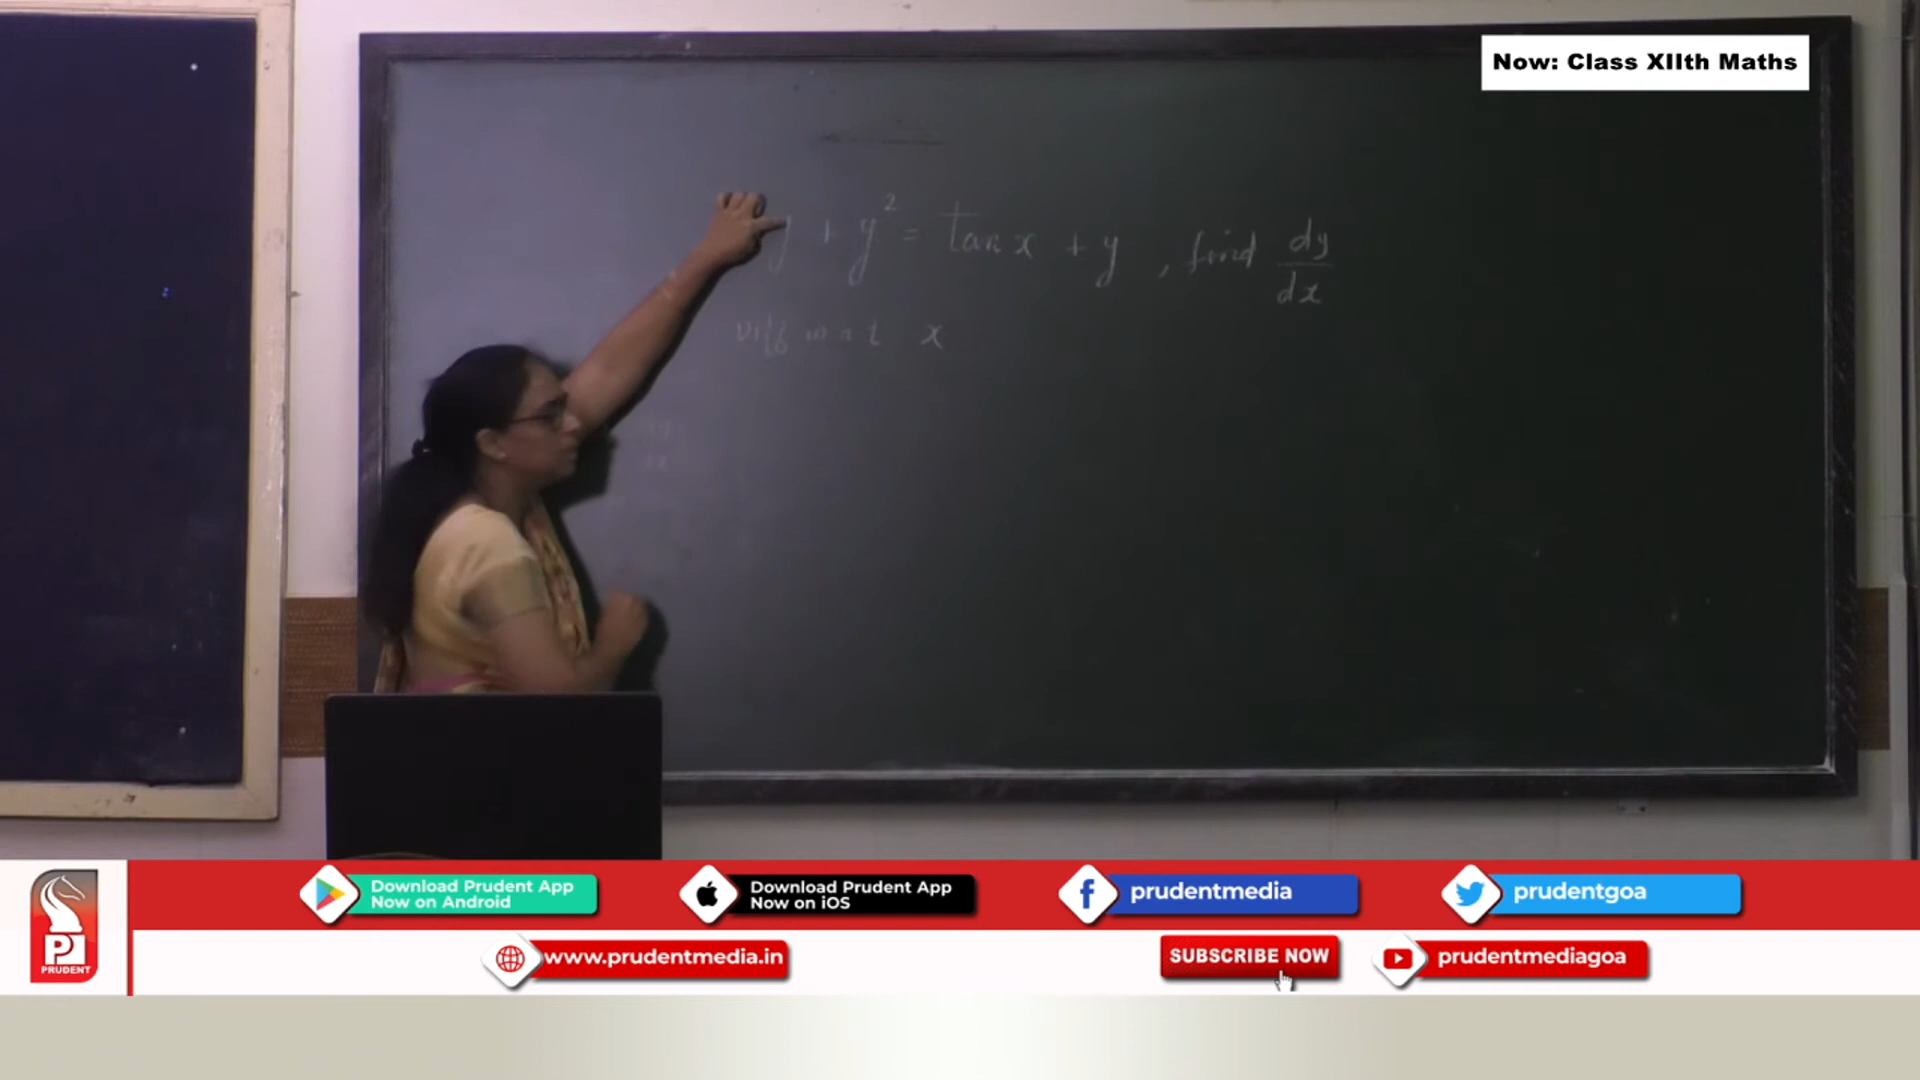 Now: Class XIIth Maths
y + y² = tan x + y , find dy/dx
Diff w.r.t x
Download Prudent App
Now on Android
Download Prudent App
Now on iOS
prudentmedia
prudentgoa
PRUDENT
www.prudentmedia.in
SUBSCRIBE NOW
prudentmediagoa